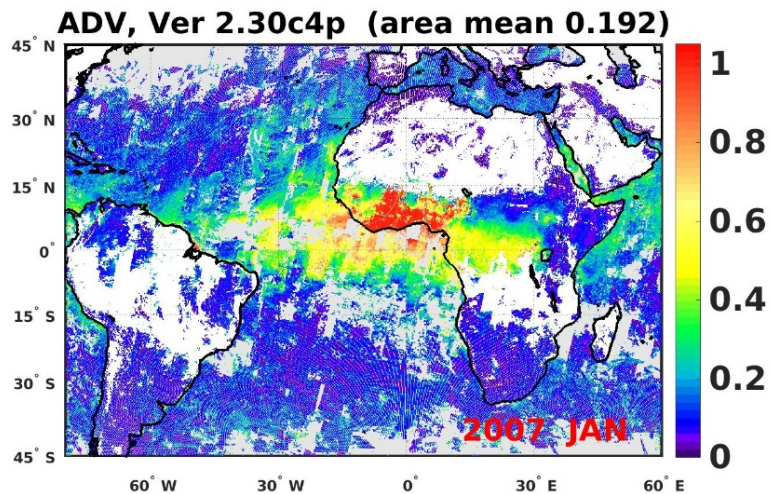 ADV, Ver 2.30c4p (area mean 0.192)
45° N
30° N
15° N
0°
15° S
30° S
45° S
60° W
30° W
0°
30° E
60° E
1
0.8
0.6
0.4
0.2
0
2007 JAN